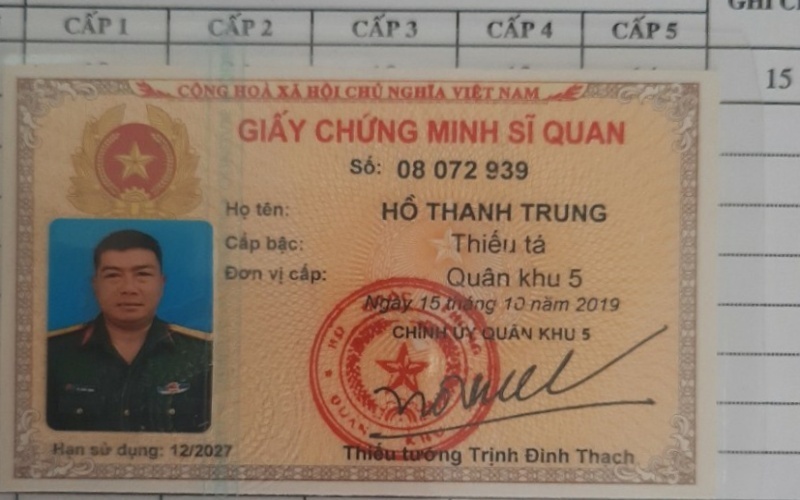 CẤP 1 CẤP 2 CẤP 3 CẤP 4 CẤP 5
15
CỘNG HOÀ XÃ HỘI CHỦ NGHĨA VIỆT NAM
GIẤY CHỨNG MINH SĨ QUAN
Số: 08 072 939
Họ tên: HỒ THANH TRUNG
Cấp bậc: Thiếu tá
Đơn vị cấp: Quân khu 5
Ngày 15 tháng 10 năm 2019
CHÍNH ỦY QUÂN KHU 5
Hạn sử dụng: 12/2027
Thiếu tướng Trịnh Đình Thạch